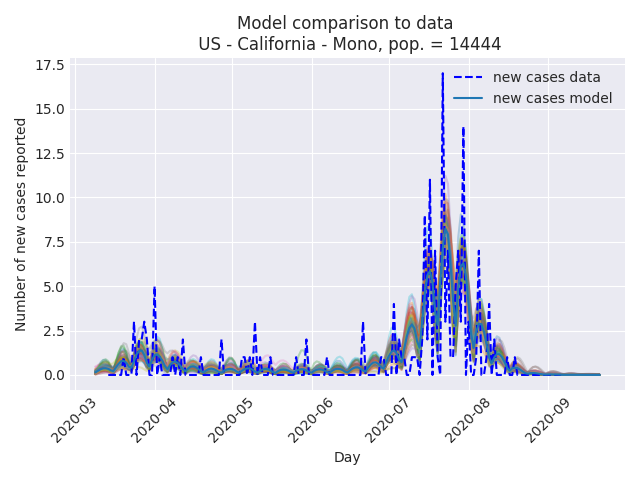 Model comparison to data
US - California - Mono, pop. = 14444
new cases data
new cases model
17.5
15.0
12.5
10.0
7.5
5.0
2.5
0.0
Number of new cases reported
2020-03
2020-04
2020-05
2020-06
2020-07
2020-08
2020-09
Day